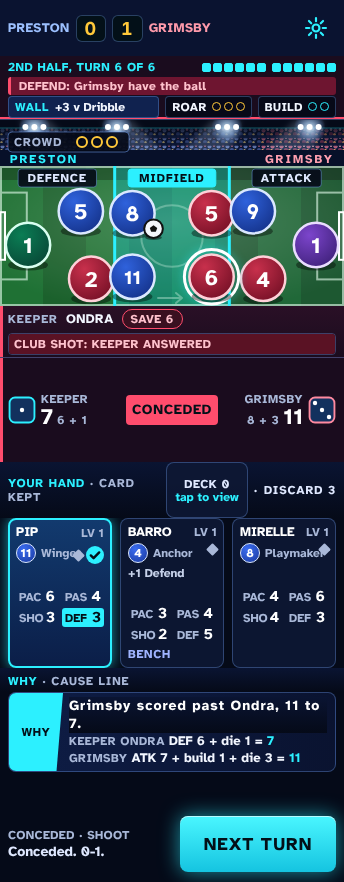 PRESTON 0 1 GRIMSBY
2ND HALF, TURN 6 OF 6
DEFEND: Grimsby have the ball
WALL +3 v Dribble ROAR BUILD
CROWD
PRESTON GRIMSBY
DEFENCE MIDFIELD ATTACK
5 8 5 9
1 1
2 11 6 4
KEEPER ONDRA SAVE 6
CLUB SHOT: KEEPER ANSWERED
KEEPER GRIMSBY
7 6 + 1 CONCEDED 8 + 3 11
YOUR HAND · CARD KEPT
DECK 0
tap to view
· DISCARD 3
PIP LV 1
11 Winge
PAC 6 PAS 4
SHO 3 DEF 3
BARRO LV 1
4 Anchor
+1 Defend
PAC 3 PAS 4
SHO 2 DEF 5
BENCH
MIRELLE LV 1
8 Playmaker
PAC 4 PAS 6
SHO 4 DEF 3
WHY · CAUSE LINE
WHY
Grimsby scored past Ondra, 11 to
7.
KEEPER ONDRA DEF 6 + die 1 = 7
GRIMSBY ATK 7 + build 1 + die 3 = 11
CONCEDED · SHOOT
Conceded. 0-1.
NEXT TURN